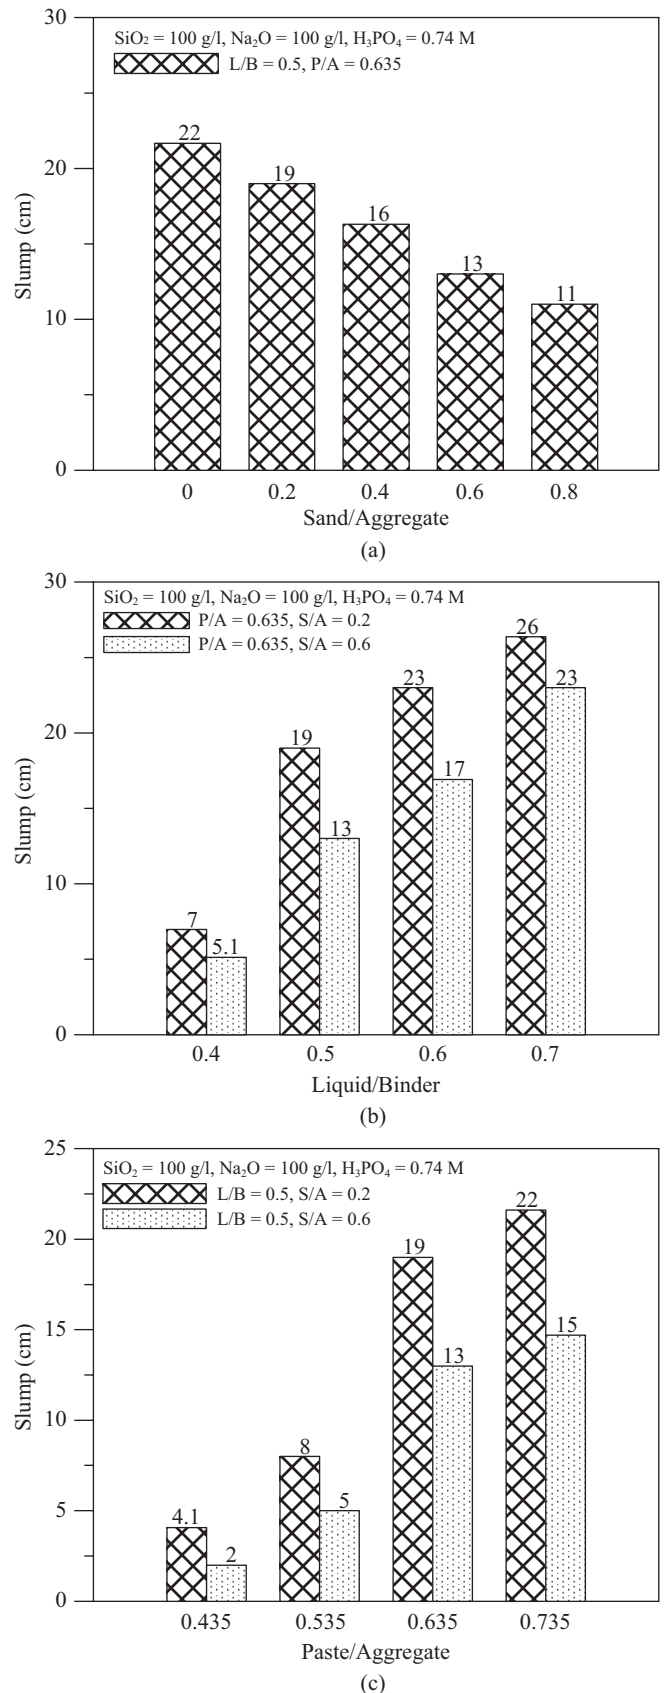 30
SiO₂ = 100 g/l, Na₂O = 100 g/l, H₃PO₄ = 0.74 M
L/B = 0.5, P/A = 0.635
22
20
19
16
13
11
10
0
Slump (cm)
0 0.2 0.4 0.6 0.8
Sand/Aggregate
(a)
30
SiO₂ = 100 g/l, Na₂O = 100 g/l, H₃PO₄ = 0.74 M
P/A = 0.635, S/A = 0.2
P/A = 0.635, S/A = 0.6
26
23 23
20
19
17
13
10
7
5.1
0
Slump (cm)
0.4 0.5 0.6 0.7
Liquid/Binder
(b)
25
SiO₂ = 100 g/l, Na₂O = 100 g/l, H₃PO₄ = 0.74 M
L/B = 0.5, S/A = 0.2
L/B = 0.5, S/A = 0.6
22
20
19
15
15
13
10
8
5
5
4.1
2
0
Slump (cm)
0.435 0.535 0.635 0.735
Paste/Aggregate
(c)